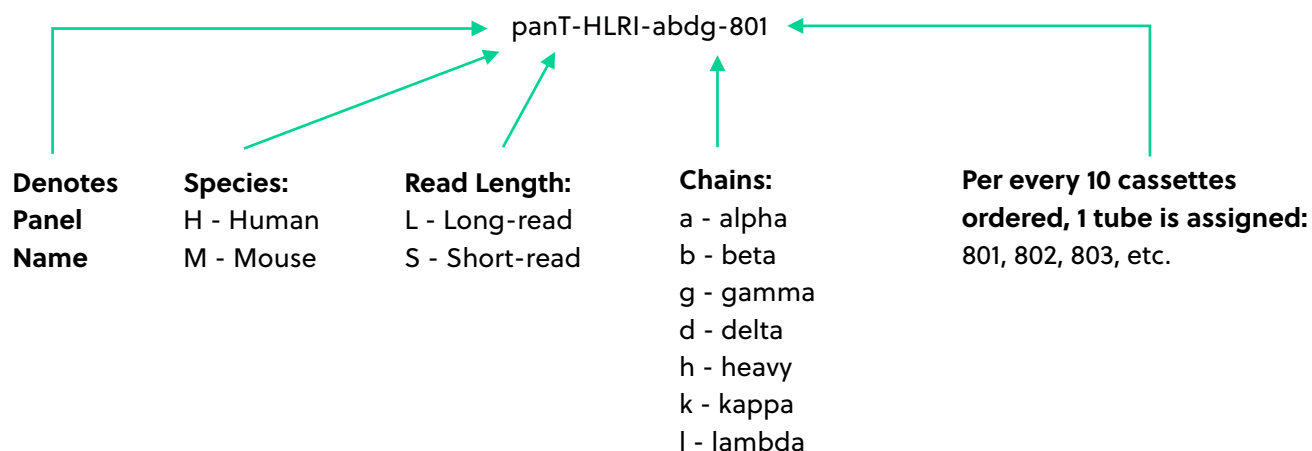 panT-HLRI-abdg-801
Denotes
Panel
Name
Species:
H - Human
M - Mouse
Read Length:
L - Long-read
S - Short-read
Chains:
a - alpha
b - beta
g - gamma
d - delta
h - heavy
k - kappa
l - lambda
Per every 10 cassettes
ordered, 1 tube is assigned:
801, 802, 803, etc.